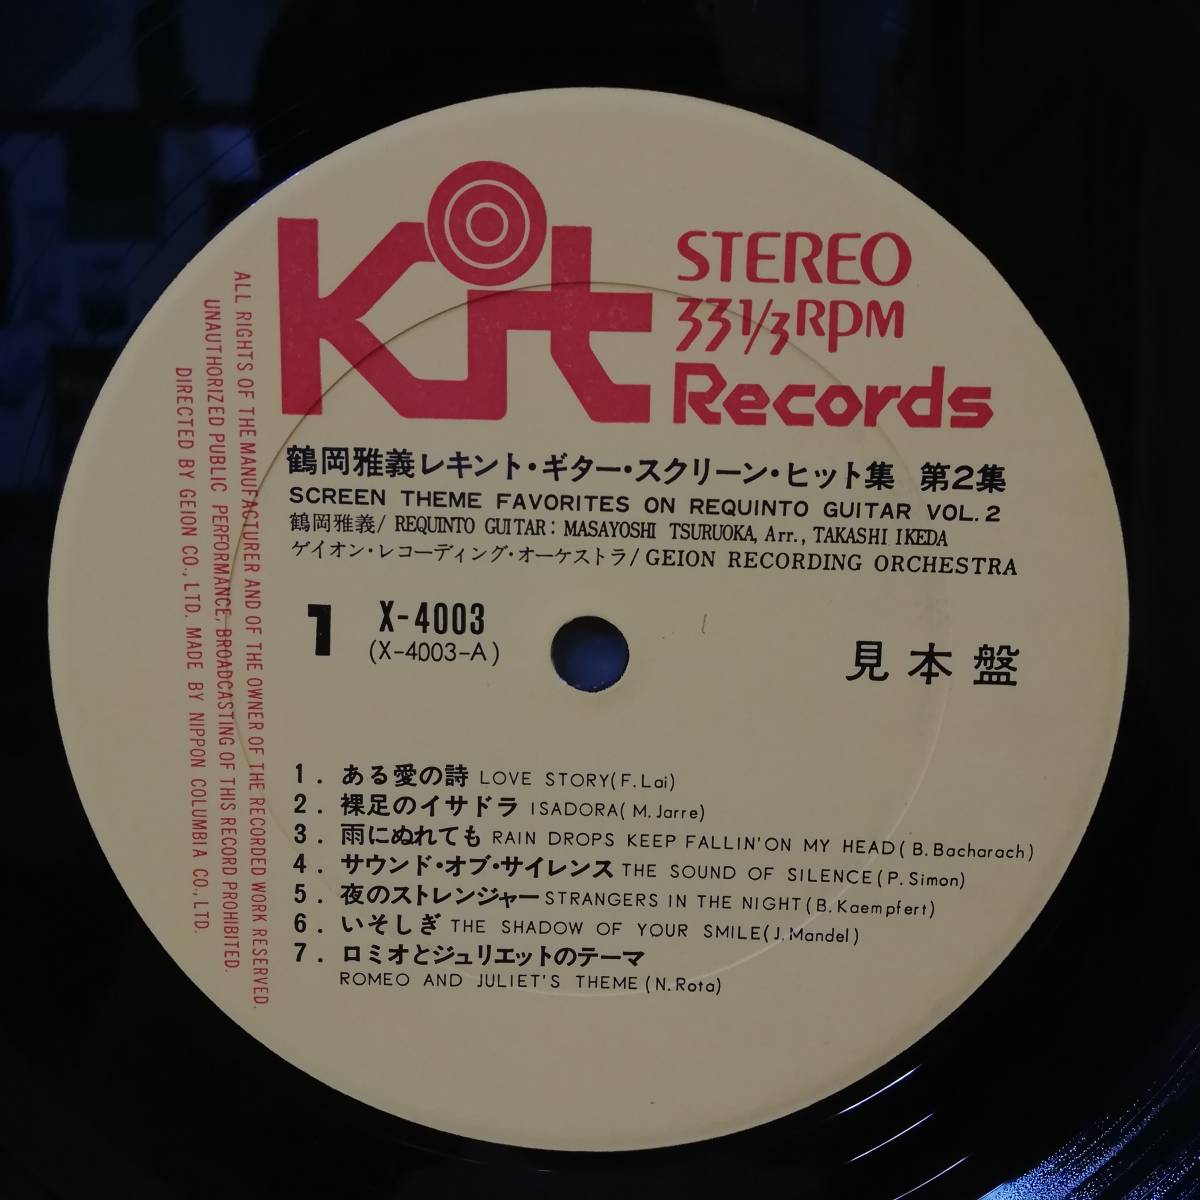 Kit
STEREO
33 1/3 RPM
Records
鶴岡雅義レキント・ギター・スクリーン・ヒット集 第2集
SCREEN THEME FAVORITES ON REQUINTO GUITAR VOL.2
鶴岡雅義/REQUINTO GUITAR: MASAYOSHI TSURUOKA, Arr., TAKASHI IKEDA
ゲイオン・レコーディング・オーケストラ/GEION RECORDING ORCHESTRA
1 X-4003
(X-4003-A)
見本盤
1. ある愛の詩 LOVE STORY(F.Lai)
2. 裸足のイサドラ ISADORA(M.Jarre)
3. 雨にぬれても RAIN DROPS KEEP FALLIN'ON MY HEAD(B.Bacharach)
4. サウンド・オブ・サイレンス THE SOUND OF SILENCE(P.Simon)
5. 夜のストレンジャー STRANGERS IN THE NIGHT(B.Kaempfert)
6. いそしぎ THE SHADOW OF YOUR SMILE(J.Mandel)
7. ロミオとジュリエットのテーマ
ROMEO AND JULIET'S THEME(N.Rota)
ALL RIGHTS OF THE MANUFACTURER AND OF THE OWNER OF THE RECORDED WORK RESERVED.
UNAUTHORIZED PUBLIC PERFORMANCE, BROADCASTING OF THIS RECORD PROHIBITED.
DIRECTED BY GEION CO., LTD. MADE BY NIPPON COLUMBIA CO., LTD.